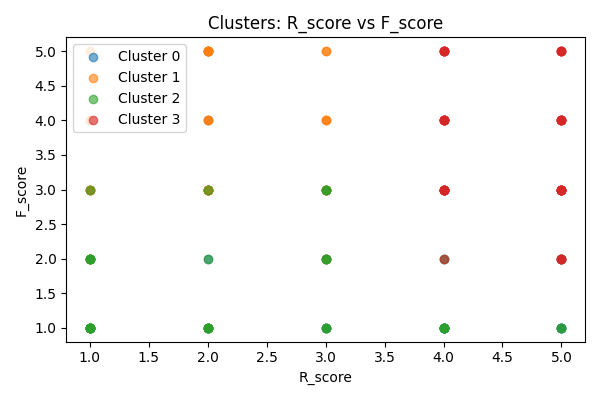 Clusters: R_score vs F_score
Cluster 0
Cluster 1
Cluster 2
Cluster 3
F_score
5.0
4.5
4.0
3.5
3.0
2.5
2.0
1.5
1.0
1.0 1.5 2.0 2.5 3.0 3.5 4.0 4.5 5.0
R_score